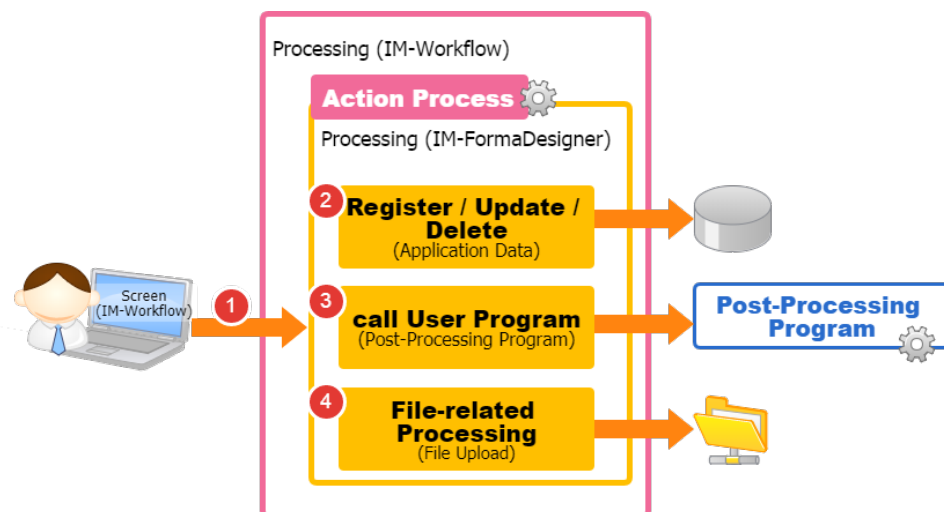 Processing (IM-Workflow)
Action Process
Processing (IM-FormaDesigner)
2
Register / Update /
Delete
(Application Data)
Screen
(IM-Workflow)
1
3
call User Program
(Post-Processing Program)
Post-Processing
Program
4
File-related
Processing
(File Upload)